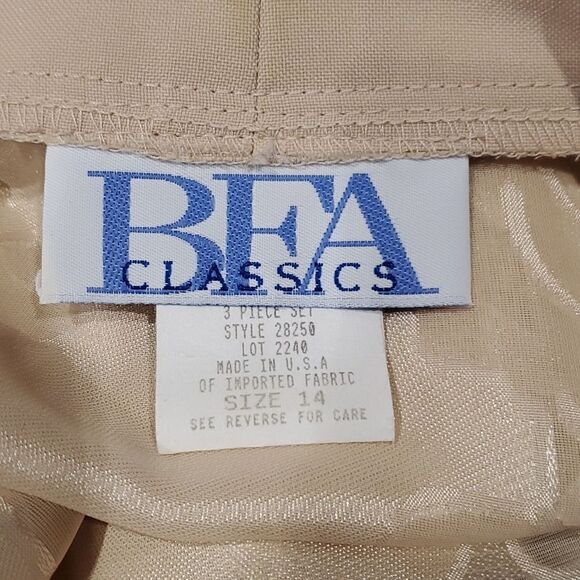 BFA
CLASSICS
3 PIECE SET
STYLE 28250
LOT 2240
MADE IN U.S.A
OF IMPORTED FABRIC
SIZE 14
SEE REVERSE FOR CARE